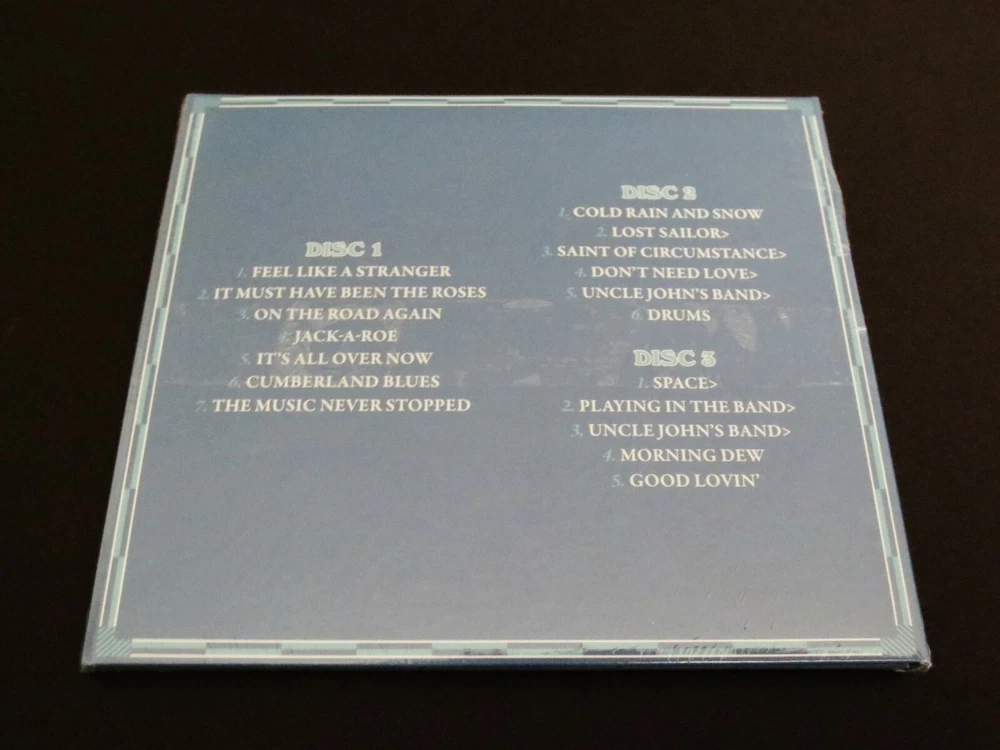 DISC 1
1. FEEL LIKE A STRANGER
2. IT MUST HAVE BEEN THE ROSES
3. ON THE ROAD AGAIN
4. JACK-A-ROE
5. IT'S ALL OVER NOW
6. CUMBERLAND BLUES
7. THE MUSIC NEVER STOPPED
DISC 2
1. COLD RAIN AND SNOW
2. LOST SAILOR>
3. SAINT OF CIRCUMSTANCE>
4. DON'T NEED LOVE>
5. UNCLE JOHN'S BAND>
6. DRUMS
DISC 3
1. SPACE>
2. PLAYING IN THE BAND>
3. UNCLE JOHN'S BAND>
4. MORNING DEW
5. GOOD LOVIN'